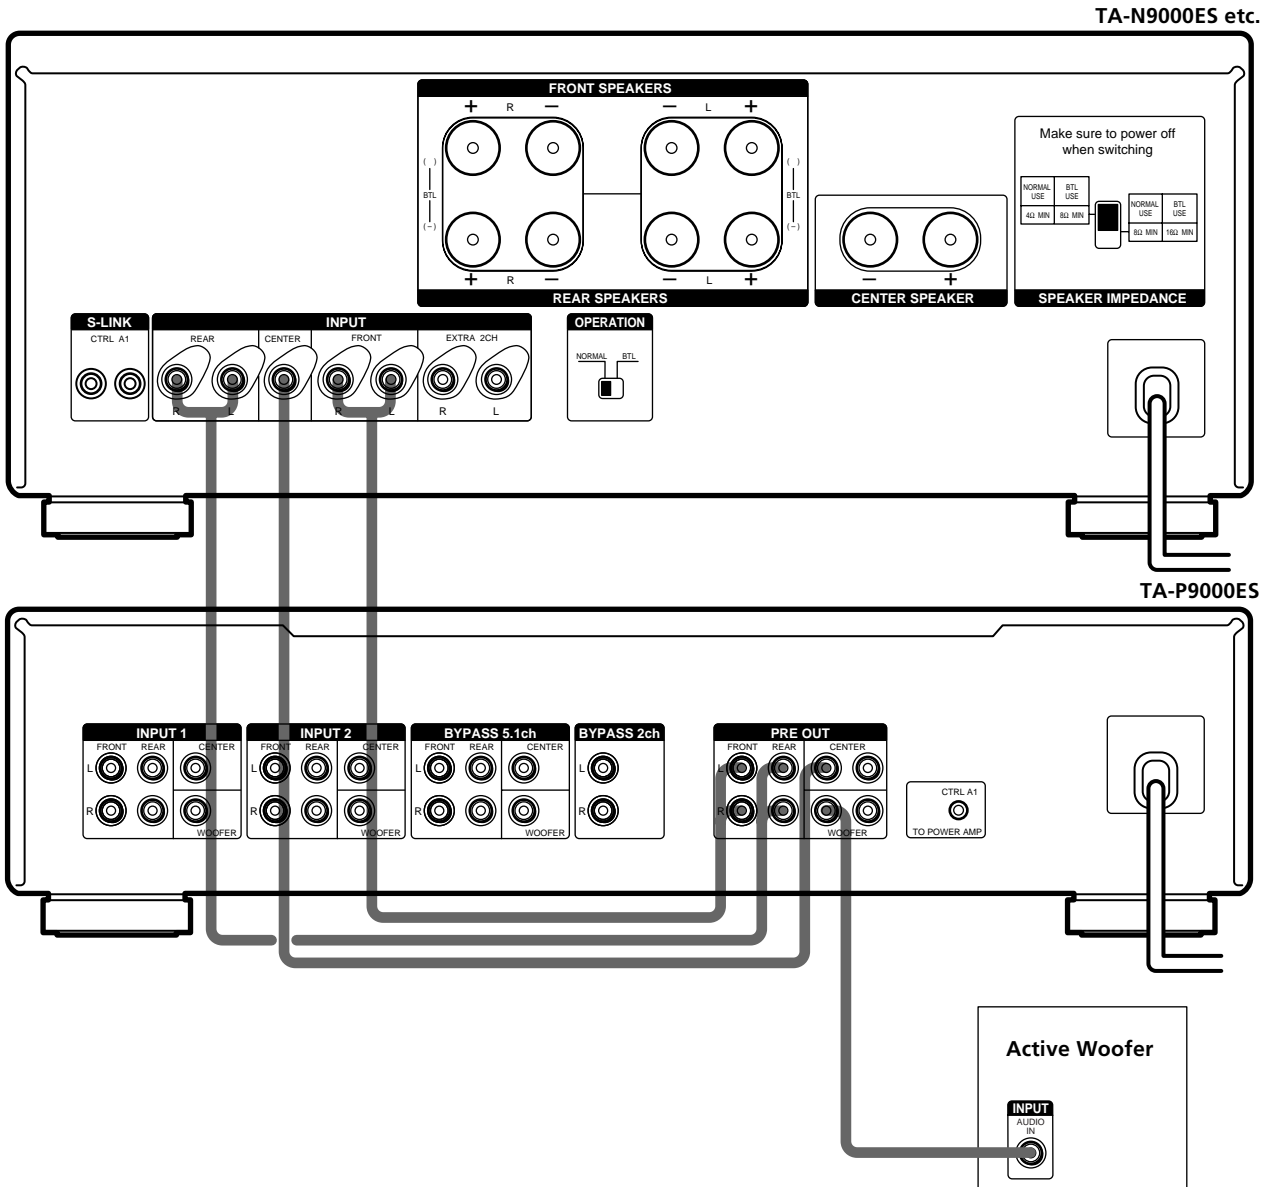 TA-N9000ES etc.
FRONT SPEAKERS
+ R − − L +
( ) ( )
BTL BTL
(−) (−)
+ R − − L +
REAR SPEAKERS
− +
CENTER SPEAKER
Make sure to power off
when switching
NORMAL USE BTL USE
4Ω MIN 8Ω MIN
NORMAL USE BTL USE
8Ω MIN 16Ω MIN
SPEAKER IMPEDANCE
S-LINK
CTRL A1
INPUT
REAR CENTER FRONT EXTRA 2CH
R L R L R L
OPERATION
NORMAL BTL
TA-P9000ES
INPUT 1
FRONT REAR CENTER
L
R
WOOFER
INPUT 2
FRONT REAR CENTER
L
R
WOOFER
BYPASS 5.1ch
FRONT REAR CENTER
L
R
WOOFER
BYPASS 2ch
L
R
PRE OUT
FRONT REAR CENTER
L
R
WOOFER
CTRL A1
TO POWER AMP
Active Woofer
INPUT
AUDIO
IN